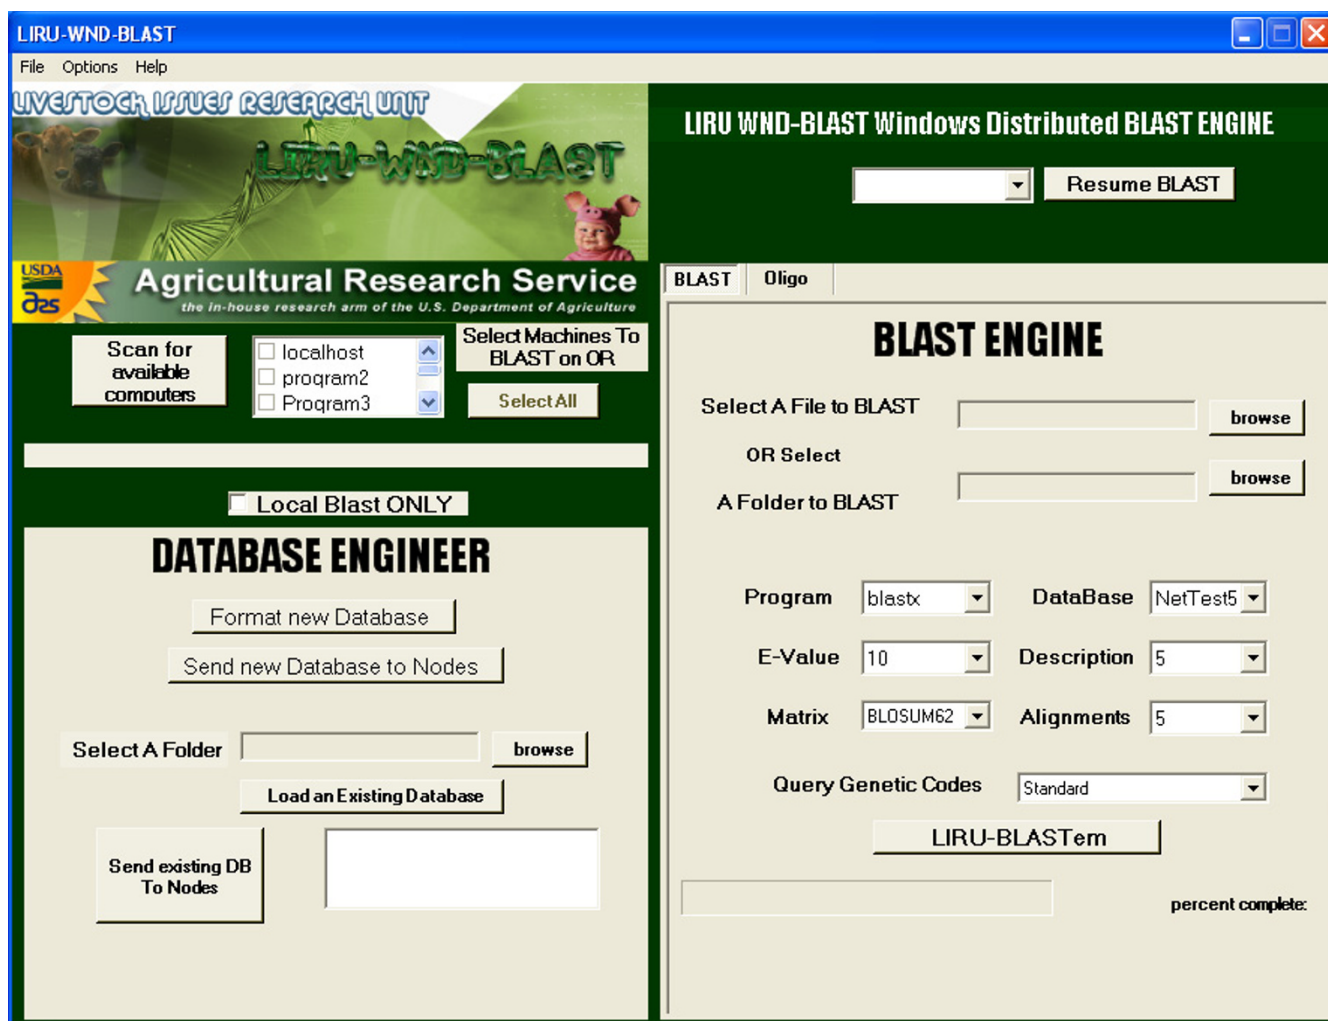 LIRU-WND-BLAST
File Options Help
LIVESTOCK ISSUES RESEARCH UNIT
LIRU-WND-BLAST
USDA
ars
Agricultural Research Service
the in-house research arm of the U.S. Department of Agriculture
Scan for
available
computers
localhost
program2
Program3
Select Machines To
BLAST on OR
Select All
Local Blast ONLY
DATABASE ENGINEER
Format new Database
Send new Database to Nodes
Select A Folder
browse
Load an Existing Database
Send existing DB
To Nodes
LIRU WND-BLAST Windows Distributed BLAST ENGINE
Resume BLAST
BLAST Oligo
BLAST ENGINE
Select A File to BLAST browse
OR Select
A Folder to BLAST browse
Program blastx DataBase NetTest5
E-Value 10 Description 5
Matrix BLOSUM62 Alignments 5
Query Genetic Codes Standard
LIRU-BLASTem
percent complete: